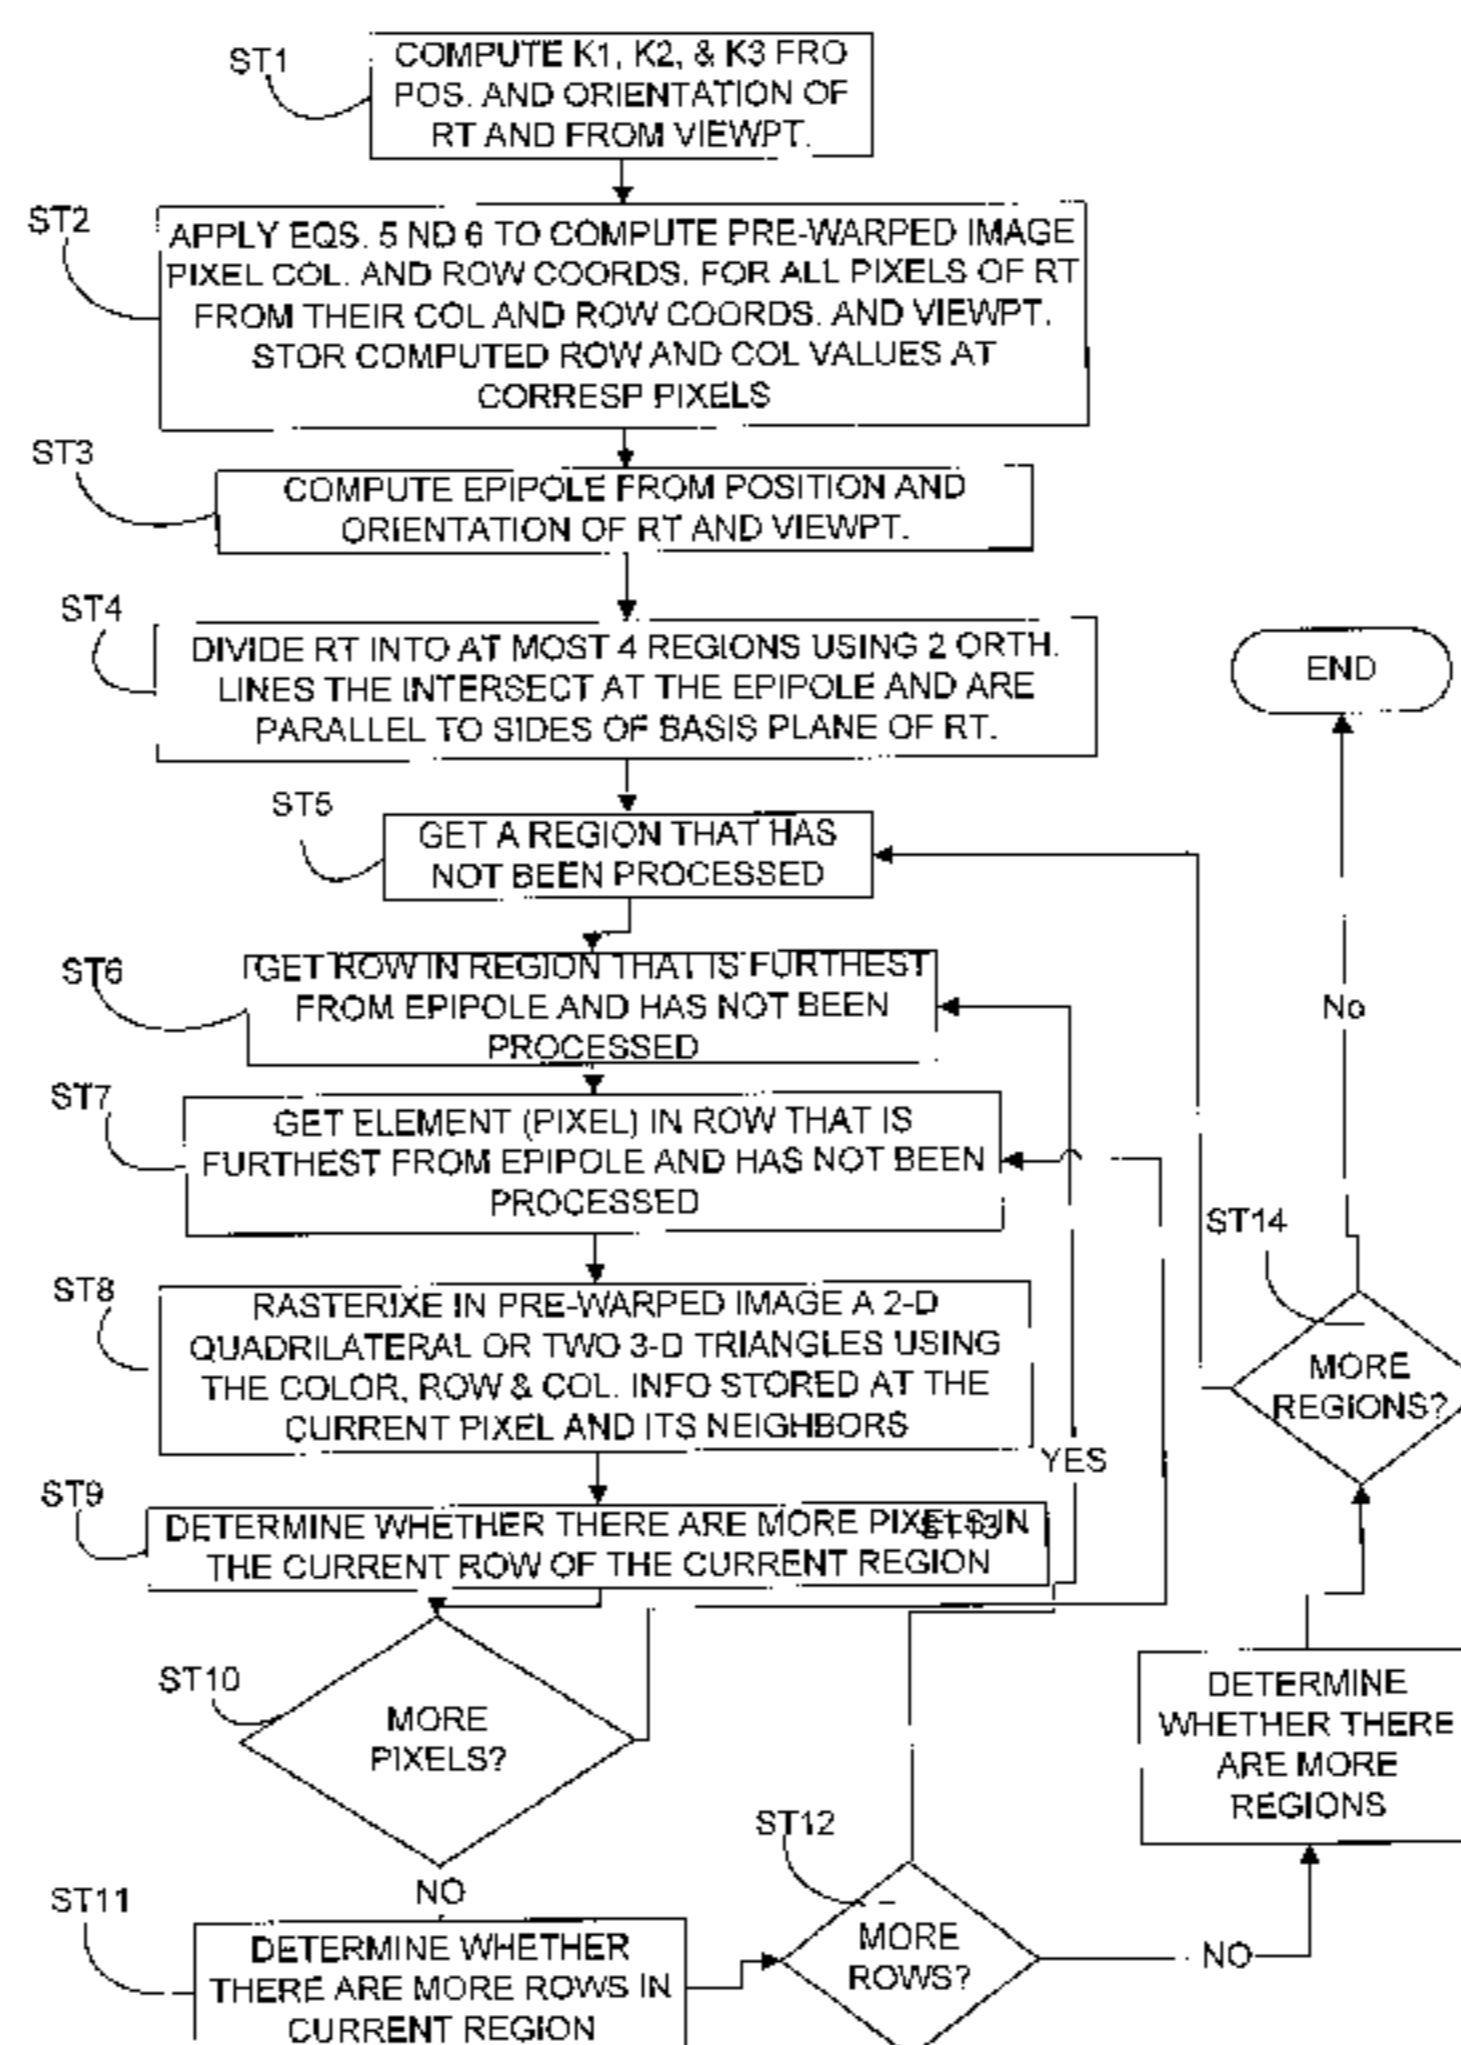 ST1
COMPUTE K1, K2, & K3 FRO
POS. AND ORIENTATION OF
RT AND FROM VIEWPT.
ST2
APPLY EQS. 5 ND 6 TO COMPUTE PRE-WARPED IMAGE
PIXEL COL. AND ROW COORDS. FOR ALL PIXELS OF RT
FROM THEIR COL AND ROW COORDS. AND VIEWPT.
STOR COMPUTED ROW AND COL VALUES AT
CORRESP PIXELS
ST3
COMPUTE EPIPOLE FROM POSITION AND
ORIENTATION OF RT AND VIEWPT.
ST4
DIVIDE RT INTO AT MOST 4 REGIONS USING 2 ORTH.
LINES THE INTERSECT AT THE EPIPOLE AND ARE
PARALLEL TO SIDES OF BASIS PLANE OF RT.
END
ST5
GET A REGION THAT HAS
NOT BEEN PROCESSED
ST6
GET ROW IN REGION THAT IS FURTHEST
FROM EPIPOLE AND HAS NOT BEEN
PROCESSED
No
ST7
GET ELEMENT (PIXEL) IN ROW THAT IS
FURTHEST FROM EPIPOLE AND HAS NOT BEEN
PROCESSED
ST14
MORE
REGIONS?
ST8
RASTERIXE IN PRE-WARPED IMAGE A 2-D
QUADRILATERAL OR TWO 3-D TRIANGLES USING
THE COLOR, ROW & COL. INFO STORED AT THE
CURRENT PIXEL AND ITS NEIGHBORS
YES
ST9
DETERMINE WHETHER THERE ARE MORE PIXELS IN
THE CURRENT ROW OF THE CURRENT REGION
ST10
MORE
PIXELS?
NO
DETERMINE
WHETHER THERE
ARE MORE
REGIONS
ST11
DETERMINE WHETHER
THERE ARE MORE ROWS IN
CURRENT REGION
ST12
MORE
ROWS?
NO